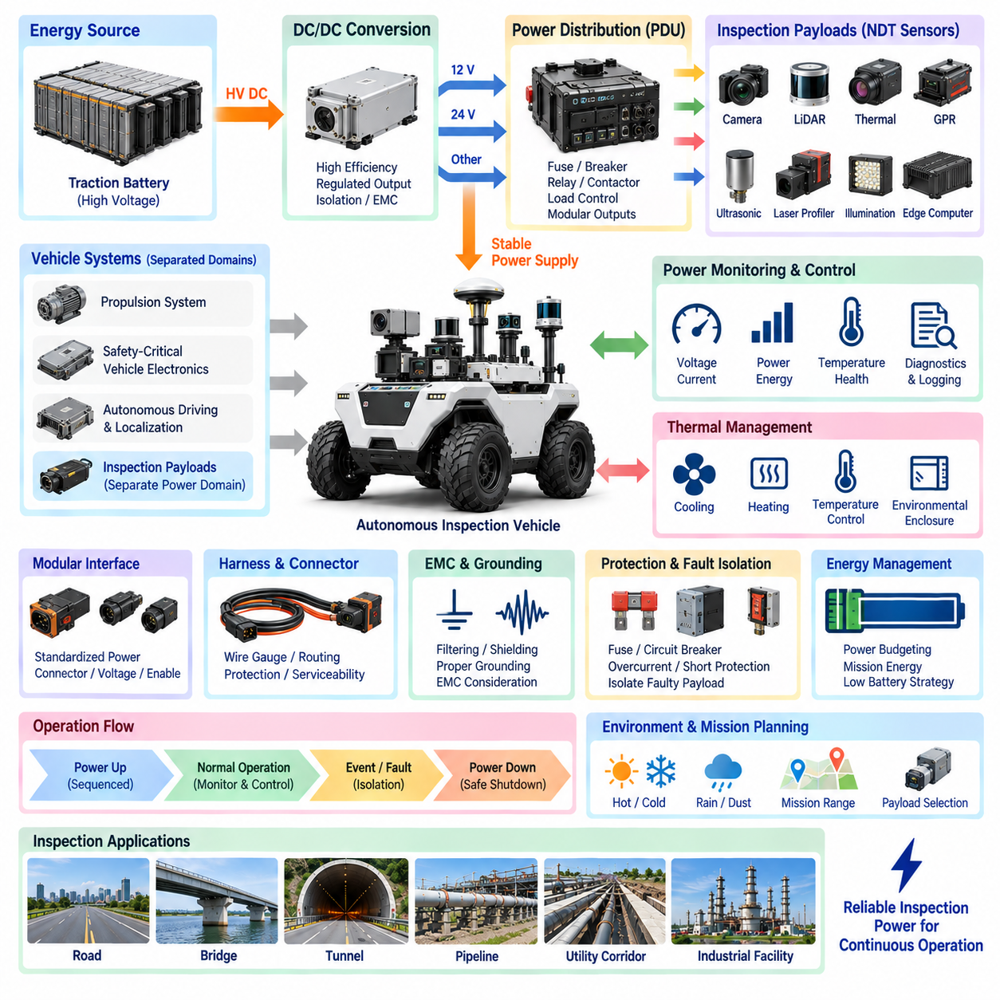 Energy Source
Traction Battery
(High Voltage)
HV DC
DC/DC Conversion
High Efficiency
Regulated Output
Isolation / EMC
12 V
24 V
Other
Stable
Power Supply
Power Distribution (PDU)
Fuse / Breaker
Relay / Contactor
Load Control
Modular Outputs
Inspection Payloads (NDT Sensors)
Camera
LiDAR
Thermal
GPR
Ultrasonic
Laser Profiler
Illumination
Edge Computer
Vehicle Systems (Separated Domains)
Propulsion System
Safety-Critical
Vehicle Electronics
Autonomous Driving
& Localization
Inspection Payloads
(Separate Power Domain)
Autonomous Inspection Vehicle
Power Monitoring & Control
Voltage
Current
Power
Energy
Temperature
Health
Diagnostics
& Logging
Thermal Management
Cooling
Heating
Temperature
Control
Environmental
Enclosure
Modular Interface
Standardized Power
Connector / Voltage / Enable
Harness & Connector
Wire Gauge / Routing
Protection / Serviceability
EMC & Grounding
Filtering / Shielding
Proper Grounding
EMC Consideration
Protection & Fault Isolation
Fuse / Circuit Breaker
Overcurrent / Short Protection
Isolate Faulty Payload
Energy Management
Power Budgeting
Mission Energy
Low Battery Strategy
Operation Flow
Power Up
(Sequenced)
Normal Operation
(Monitor & Control)
Event / Fault
(Isolation)
Power Down
(Safe Shutdown)
Environment & Mission Planning
Hot / Cold
Rain / Dust
Mission Range
Payload Selection
Inspection Applications
Road
Bridge
Tunnel
Pipeline
Utility Corridor
Industrial Facility
Reliable Inspection
Power for
Continuous Operation